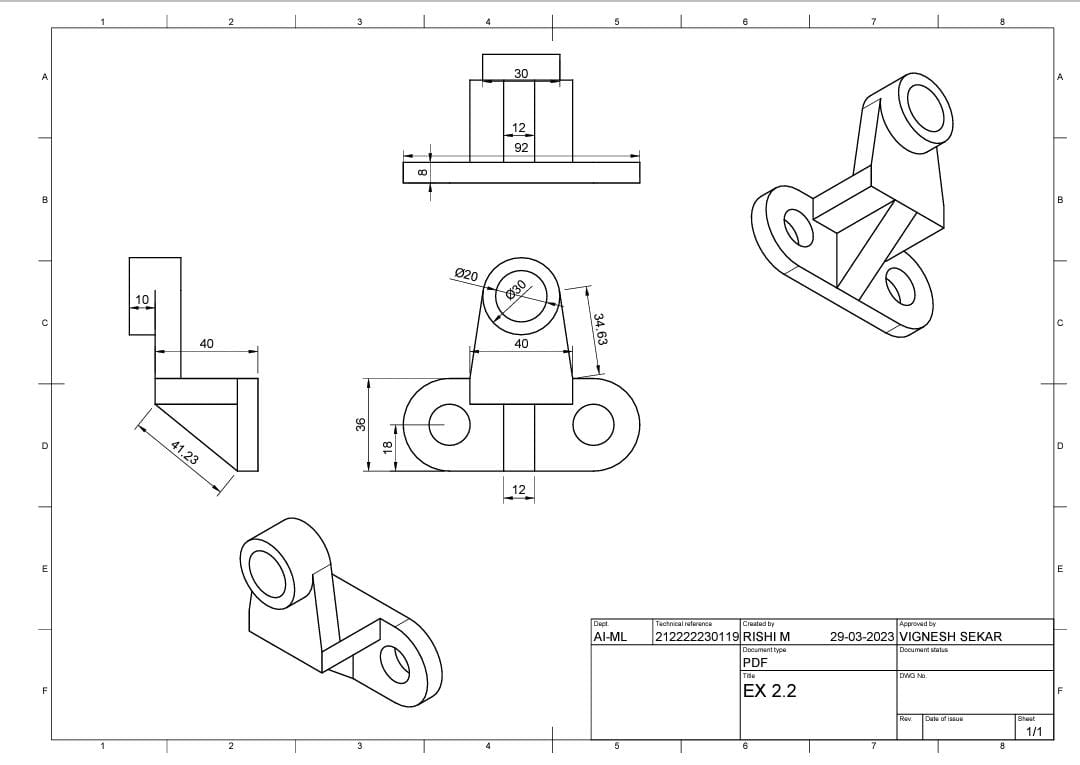 1 2 3 4 5 6 7 8
A A
30
12
92
8
B B
Ø20
Ø30
10
34.63
C C
40
40
36
18
D D
41.23
12
E E
Dept. Technical reference Created by Approved by
AI-ML 212222230119 RISHI M 29-03-2023 VIGNESH SEKAR
Document type Document status
PDF
Title DWG No.
EX 2.2
F F
Rev. Date of issue Sheet
1/1
1 2 3 4 5 6 7 8